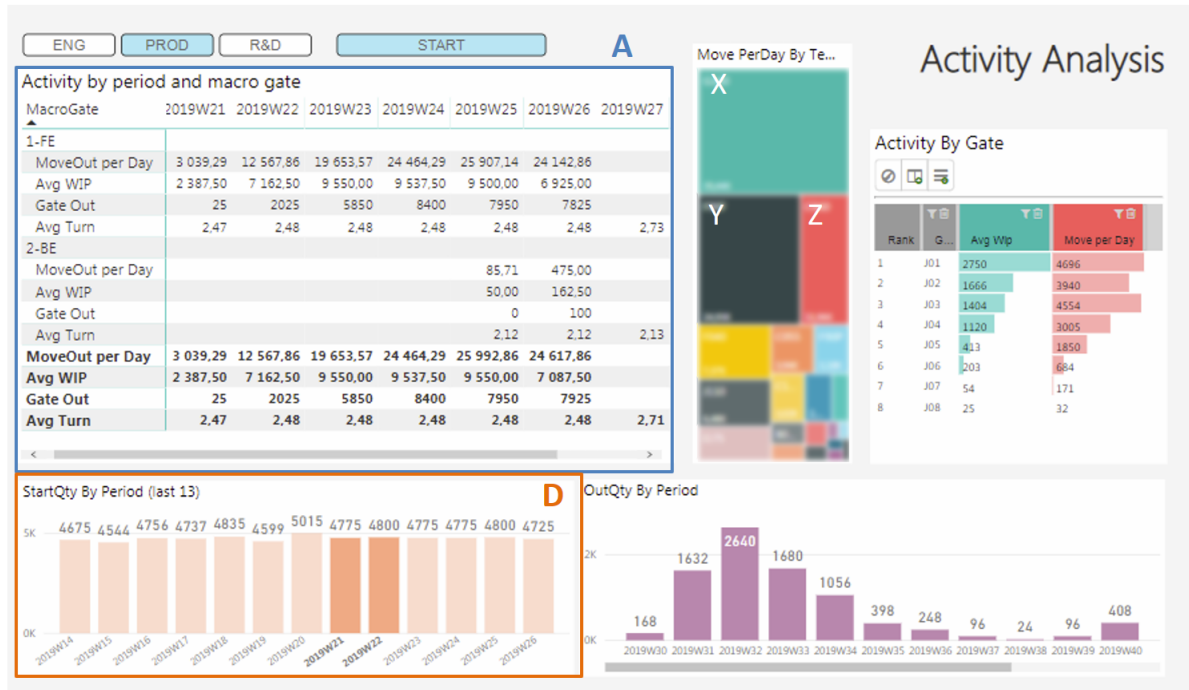 ENG PROD R&D START A
Activity Analysis
Activity by period and macro gate
MacroGate 2019W21 2019W22 2019W23 2019W24 2019W25 2019W26 2019W27
1-FE
MoveOut per Day 3 039,29 12 567,86 19 653,57 24 464,29 25 907,14 24 142,86
Avg WIP 2 387,50 7 162,50 9 550,00 9 537,50 9 500,00 6 925,00
Gate Out 25 2025 5850 8400 7950 7825
Avg Turn 2,47 2,48 2,48 2,48 2,48 2,48 2,73
2-BE
MoveOut per Day 85,71 475,00
Avg WIP 50,00 162,50
Gate Out 0 100
Avg Turn 2,12 2,12 2,13
MoveOut per Day 3 039,29 12 567,86 19 653,57 24 464,29 25 992,86 24 617,86
Avg WIP 2 387,50 7 162,50 9 550,00 9 537,50 9 550,00 7 087,50
Gate Out 25 2025 5850 8400 7950 7925
Avg Turn 2,47 2,48 2,48 2,48 2,48 2,48 2,71
Move PerDay By Te...
X
Y Z
Activity By Gate
Rank G... Avg Wip Move per Day
1 J01 2750 4696
2 J02 1666 3940
3 J03 1404 4554
4 J04 1120 3005
5 J05 413 1850
6 J06 203 684
7 J07 54 171
8 J08 25 32
StartQty By Period (last 13) D
4675 4544 4756 4737 4835 4599 5015 4775 4800 4775 4775 4800 4725
5K
0K
2019W14 2019W15 2019W16 2019W17 2019W18 2019W19 2019W20 2019W21 2019W22 2019W23 2019W24 2019W25 2019W26
OutQty By Period
168 1632 2640 1680 1056 398 248 96 24 96 408
2K
0K
2019W30 2019W31 2019W32 2019W33 2019W34 2019W35 2019W36 2019W37 2019W38 2019W39 2019W40